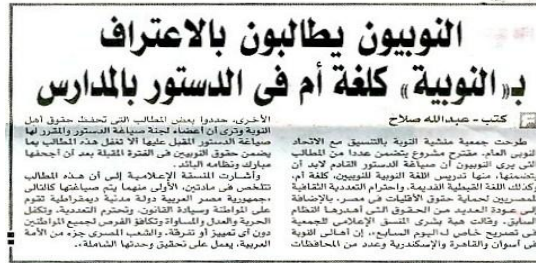 النوبيون يطالبون بالاعتراف
بـ«النوبية» كلغة أم فى الدستور بالمدارس
كتب - عبدالله صلاح
طرحت جمعية منشية النوبة بالتنسيق مع الاتحاد
النوبى العام، مقترح مشروع يتضمن عددا من المطالب
التى يرى النوبيون أن صياغة الدستور القادم لابد أن
يتضمنها، منها تدريس اللغة النوبية للنوبيين، كلغة أم،
وكذلك اللغة القبطية القديمة، واحترام التعددية الثقافية
للمصريين لحماية حقوق الأقليات فى مصر، بالإضافة
إلى عودة العديد من الحقوق التى أهدرها النظام
السابق. وقالت هبة بشرى المنسق الإعلامى للجمعية
فى تصريح خاص لـ«اليوم السابع»، إن أهالى النوبة
فى أسوان والقاهرة والإسكندرية وعدد من المحافظات
الأخرى، حددوا بعض المطالب التى تحفظ حقوق أهل
النوبة وترى أن أعضاء لجنة صياغة الدستور والمقرر لها
صياغة الدستور المقبل عليها ألا تغفل هذه المطالب بما
يضمن حقوق النوبيين فى الفترة المقبلة بعد أن أجحفها
مبارك ونظامه البائد.
وأشارت المنسقة الإعلامية إلى أن هذه المطالب
تتلخص فى مادتين، الأولى منهما يتم صياغتها كالتالى
«جمهورية مصر العربية دولة مدنية ديمقراطية تقوم
على المواطنة وسيادة القانون، وتحترم التعددية، وتكفل
الحرية والعدل والمساواة وتكافؤ الفرص لجميع المواطنين
دون أى تمييز أو تفرقة، والشعب المصرى جزء من الأمة
العربية، يعمل على تحقيق وحدتها الشاملة».